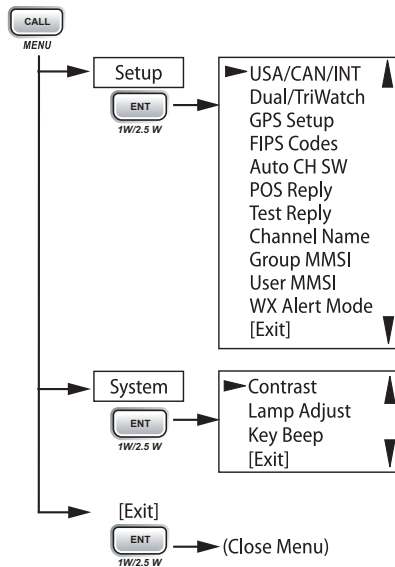 CALL
MENU
Setup
ENT
1W/2.5 W
USA/CAN/INT
Dual/TriWatch
GPS Setup
FIPS Codes
Auto CH SW
POS Reply
Test Reply
Channel Name
Group MMSI
User MMSI
WX Alert Mode
[Exit]
System
ENT
1W/2.5 W
Contrast
Lamp Adjust
Key Beep
[Exit]
[Exit]
ENT
1W/2.5 W
(Close Menu)